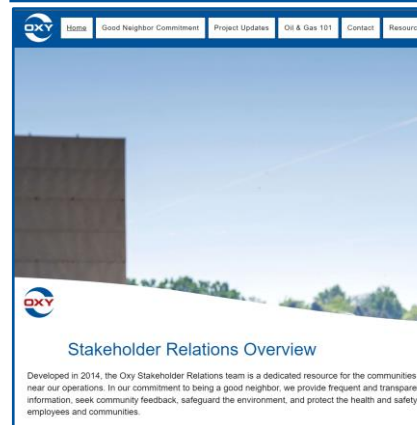 OXY Home Good Neighbor Commitment Project Updates Oil & Gas 101 Contact
OXY
Stakeholder Relations Overview
Developed in 2014, the Oxy Stakeholder Relations team is a dedicated resource for the communities
near our operations. In our commitment to being a good neighbor, we provide frequent and
information, seek community feedback, safeguard the environment, and protect the health and safety
employees and communities.